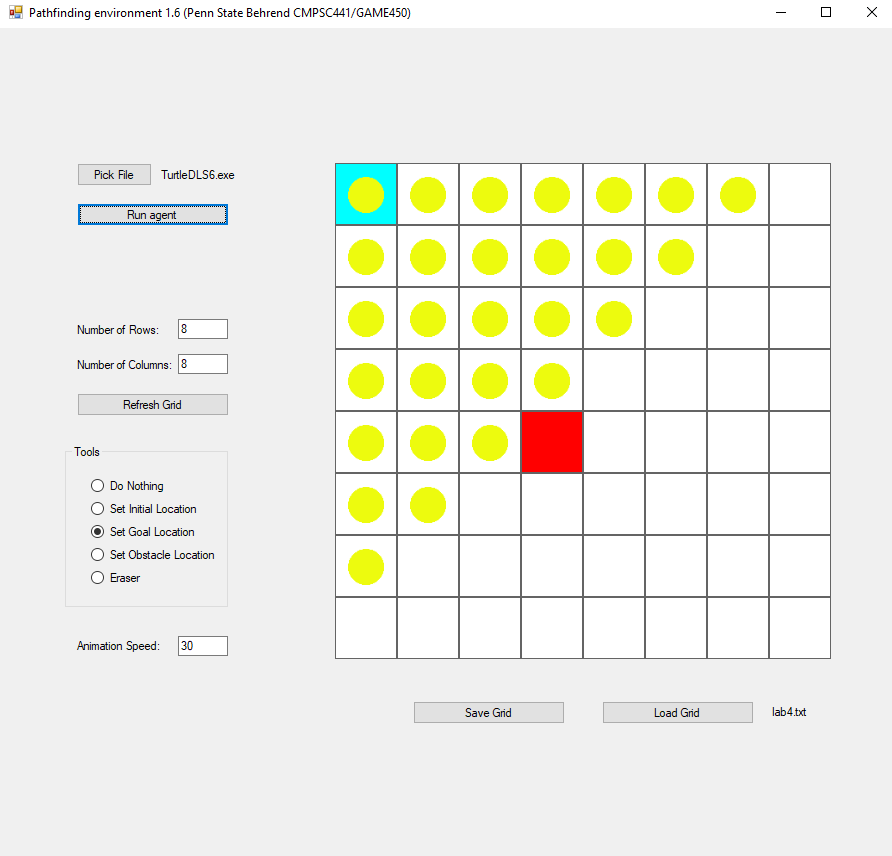 Pathfinding environment 1.6 (Penn State Behrend CMPSC441/GAME450)
Pick File TurtleDLS6.exe
Run agent
Number of Rows: 8
Number of Columns: 8
Refresh Grid
Tools
Do Nothing
Set Initial Location
Set Goal Location
Set Obstacle Location
Eraser
Animation Speed: 30
Save Grid Load Grid lab4.txt